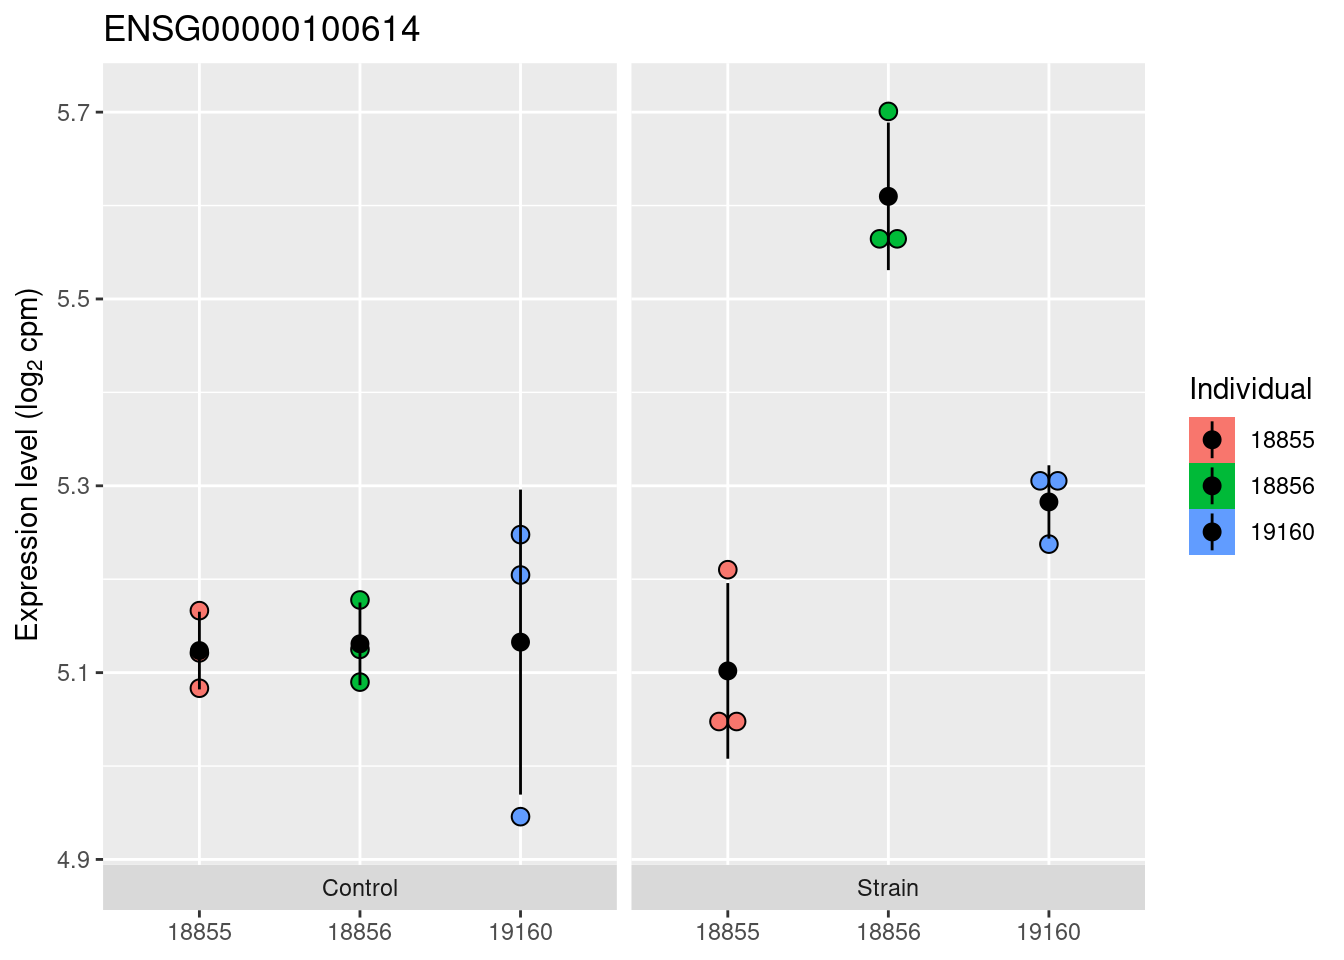 ENSG00000100614
Expression level (log₂ cpm)
5.7
5.5
5.3
5.1
4.9
Control
Strain
18855 18856 19160
18855 18856 19160
Individual
18855
18856
19160